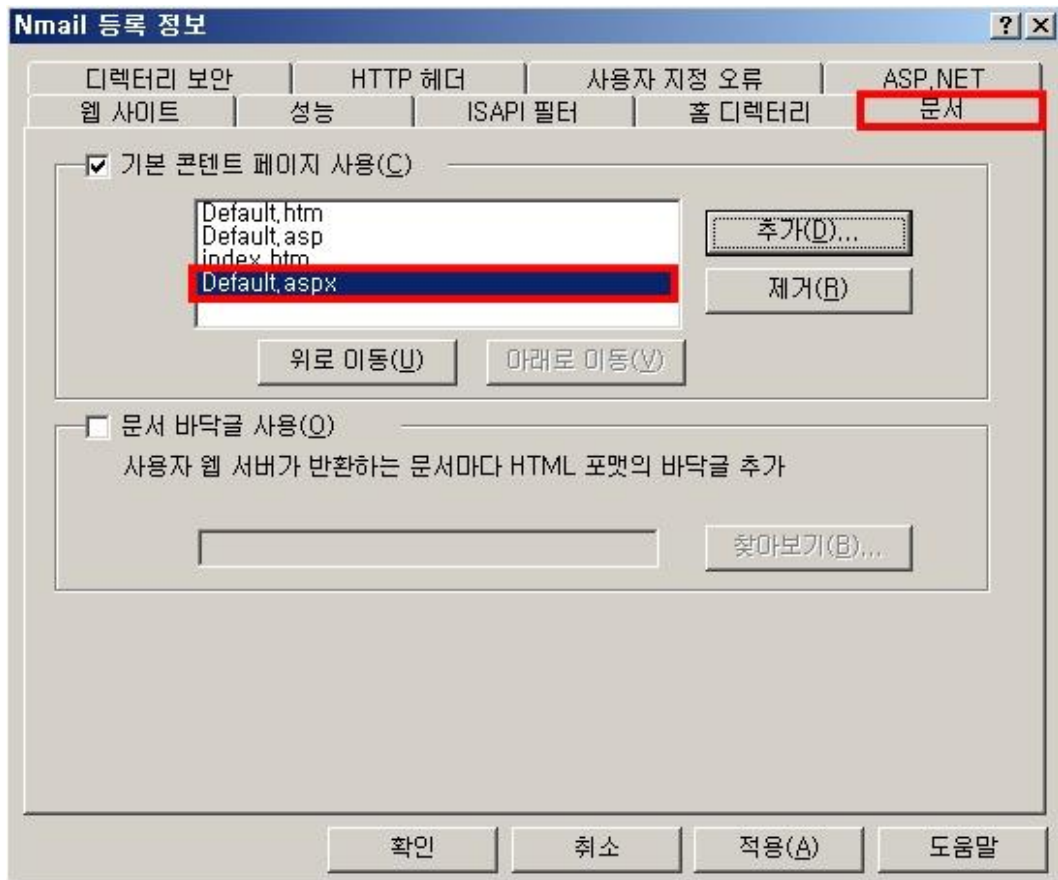 Nmail 등록 정보
디렉터리 보안 HTTP 헤더 사용자 지정 오류 ASP.NET
웹 사이트 성능 ISAPI 필터 홈 디렉터리 문서
기본 콘텐트 페이지 사용(C)
Default.htm
Default.asp
index.htm
Default.aspx
추가(D)...
제거(R)
위로 이동(U) 아래로 이동(V)
문서 바닥글 사용(O)
사용자 웹 서버가 반환하는 문서마다 HTML 포맷의 바닥글 추가
찾아보기(B)...
확인 취소 적용(A) 도움말